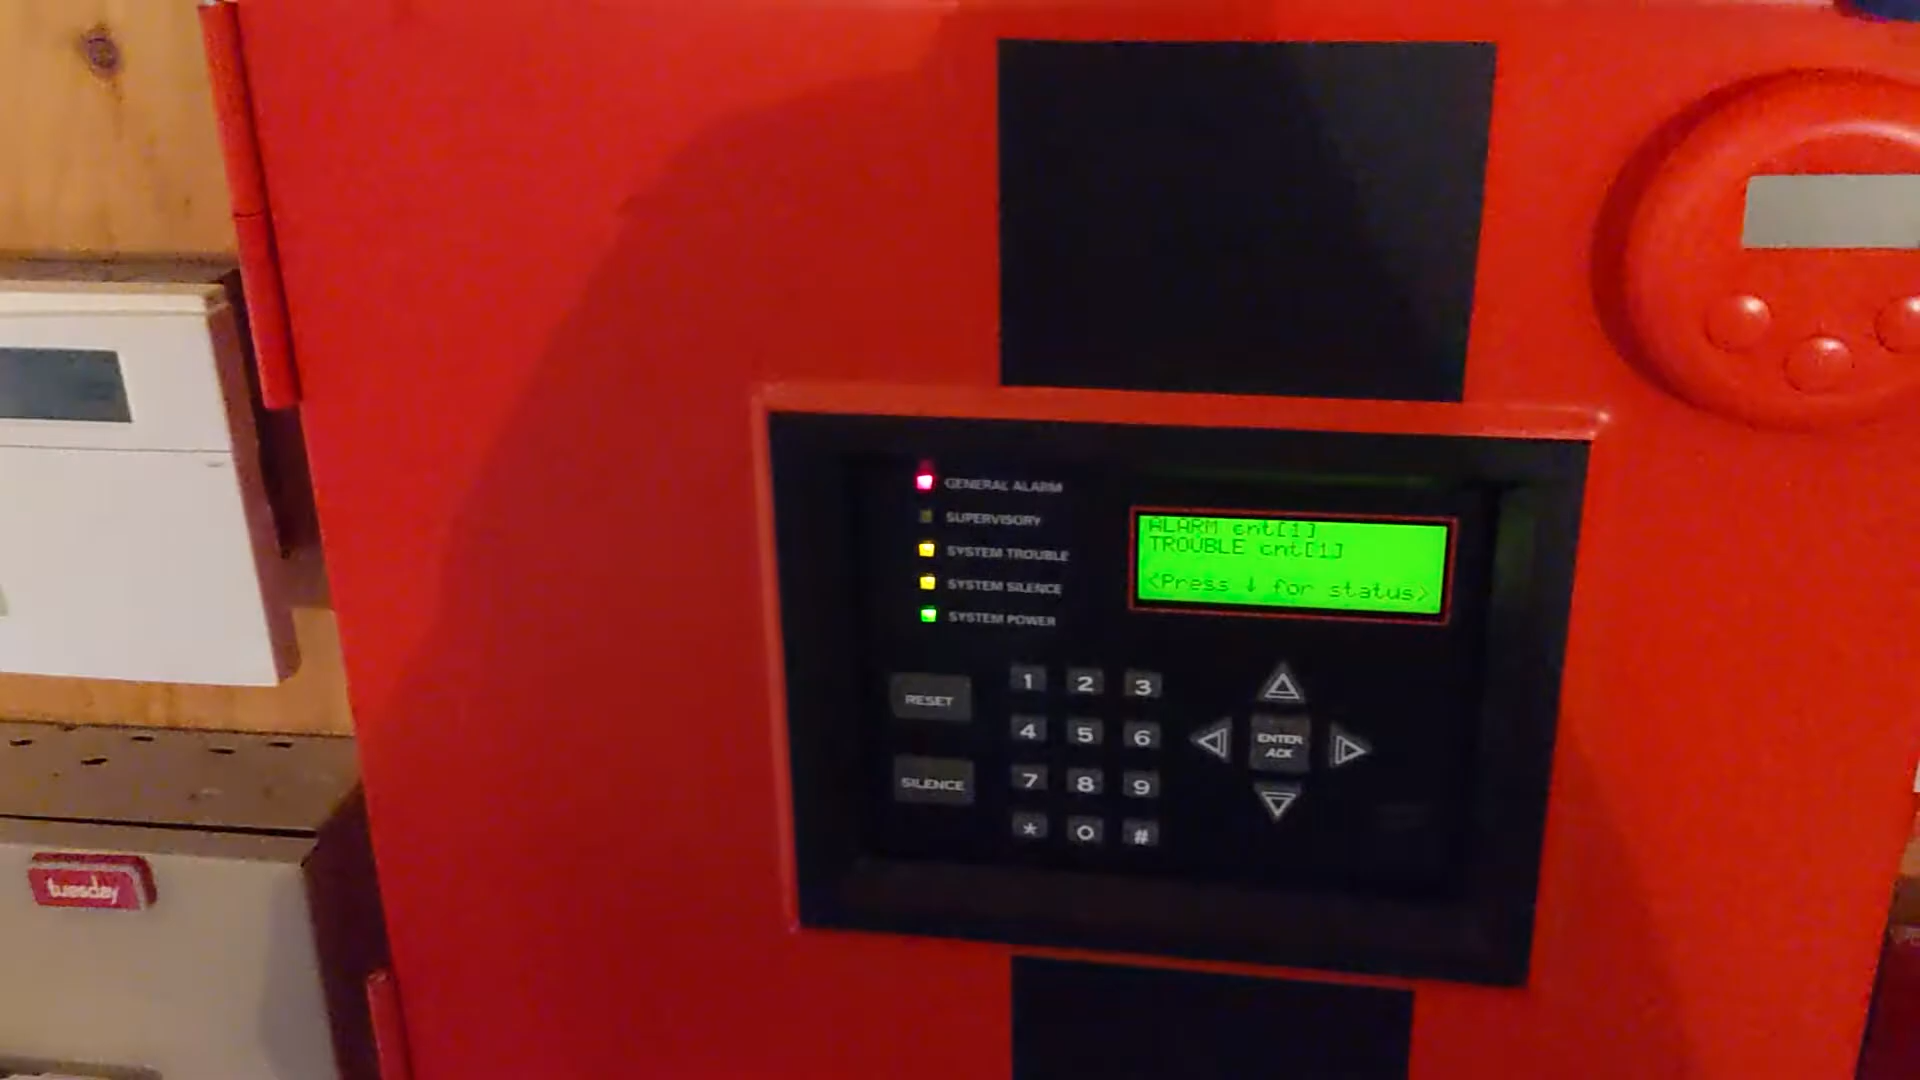 GENERAL ALARM
SUPERVISORY
SYSTEM TROUBLE
SYSTEM SILENCE
SYSTEM POWER
ALARM cnt[1]
TROUBLE cnt[1]
<Press ↓ for status>
RESET
SILENCE
1 2 3
4 5 6
7 8 9
* 0 #
ENTER
ACK
tuesday